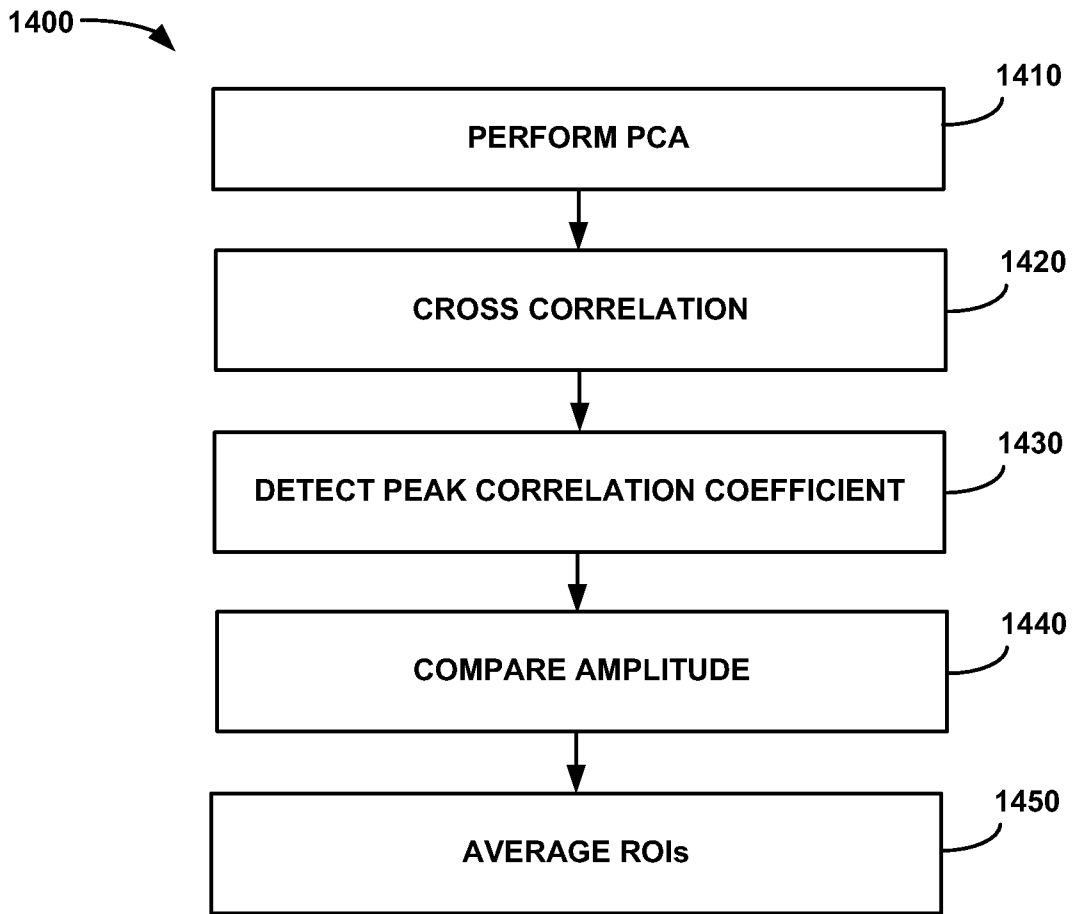 1400
1410
PERFORM PCA
1420
CROSS CORRELATION
1430
DETECT PEAK CORRELATION COEFFICIENT
1440
COMPARE AMPLITUDE
1450
AVERAGE ROIs